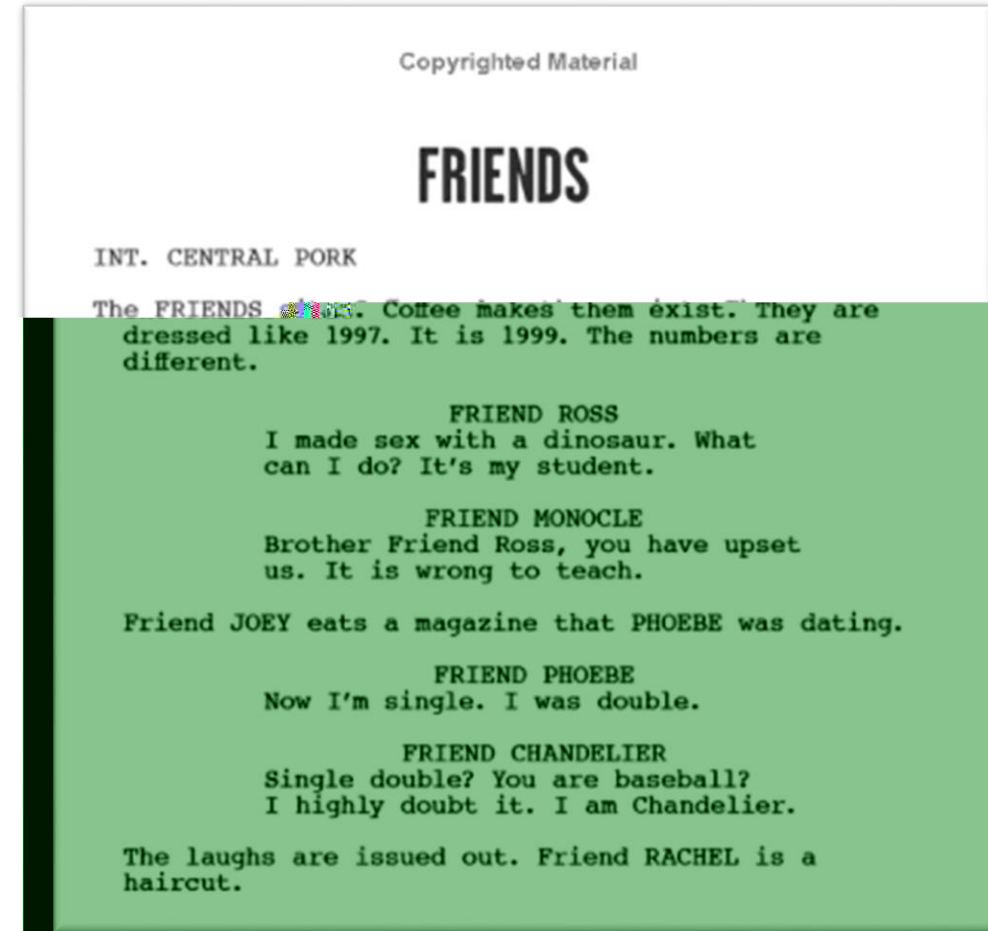 Copyrighted Material
FRIENDS
INT. CENTRAL PORK
The FRIENDS Coffee makes them exist. They are
dressed like 1997. It is 1999. The numbers are
different.
FRIEND ROSS
I made sex with a dinosaur. What
can I do? It's my student.
FRIEND MONOCLE
Brother Friend Ross, you have upset
us. It is wrong to teach.
Friend JOEY eats a magazine that PHOEBE was dating.
FRIEND PHOEBE
Now I'm single. I was double.
FRIEND CHANDELIER
Single double? You are baseball?
I highly doubt it. I am Chandelier.
The laughs are issued out. Friend RACHEL is a
haircut.